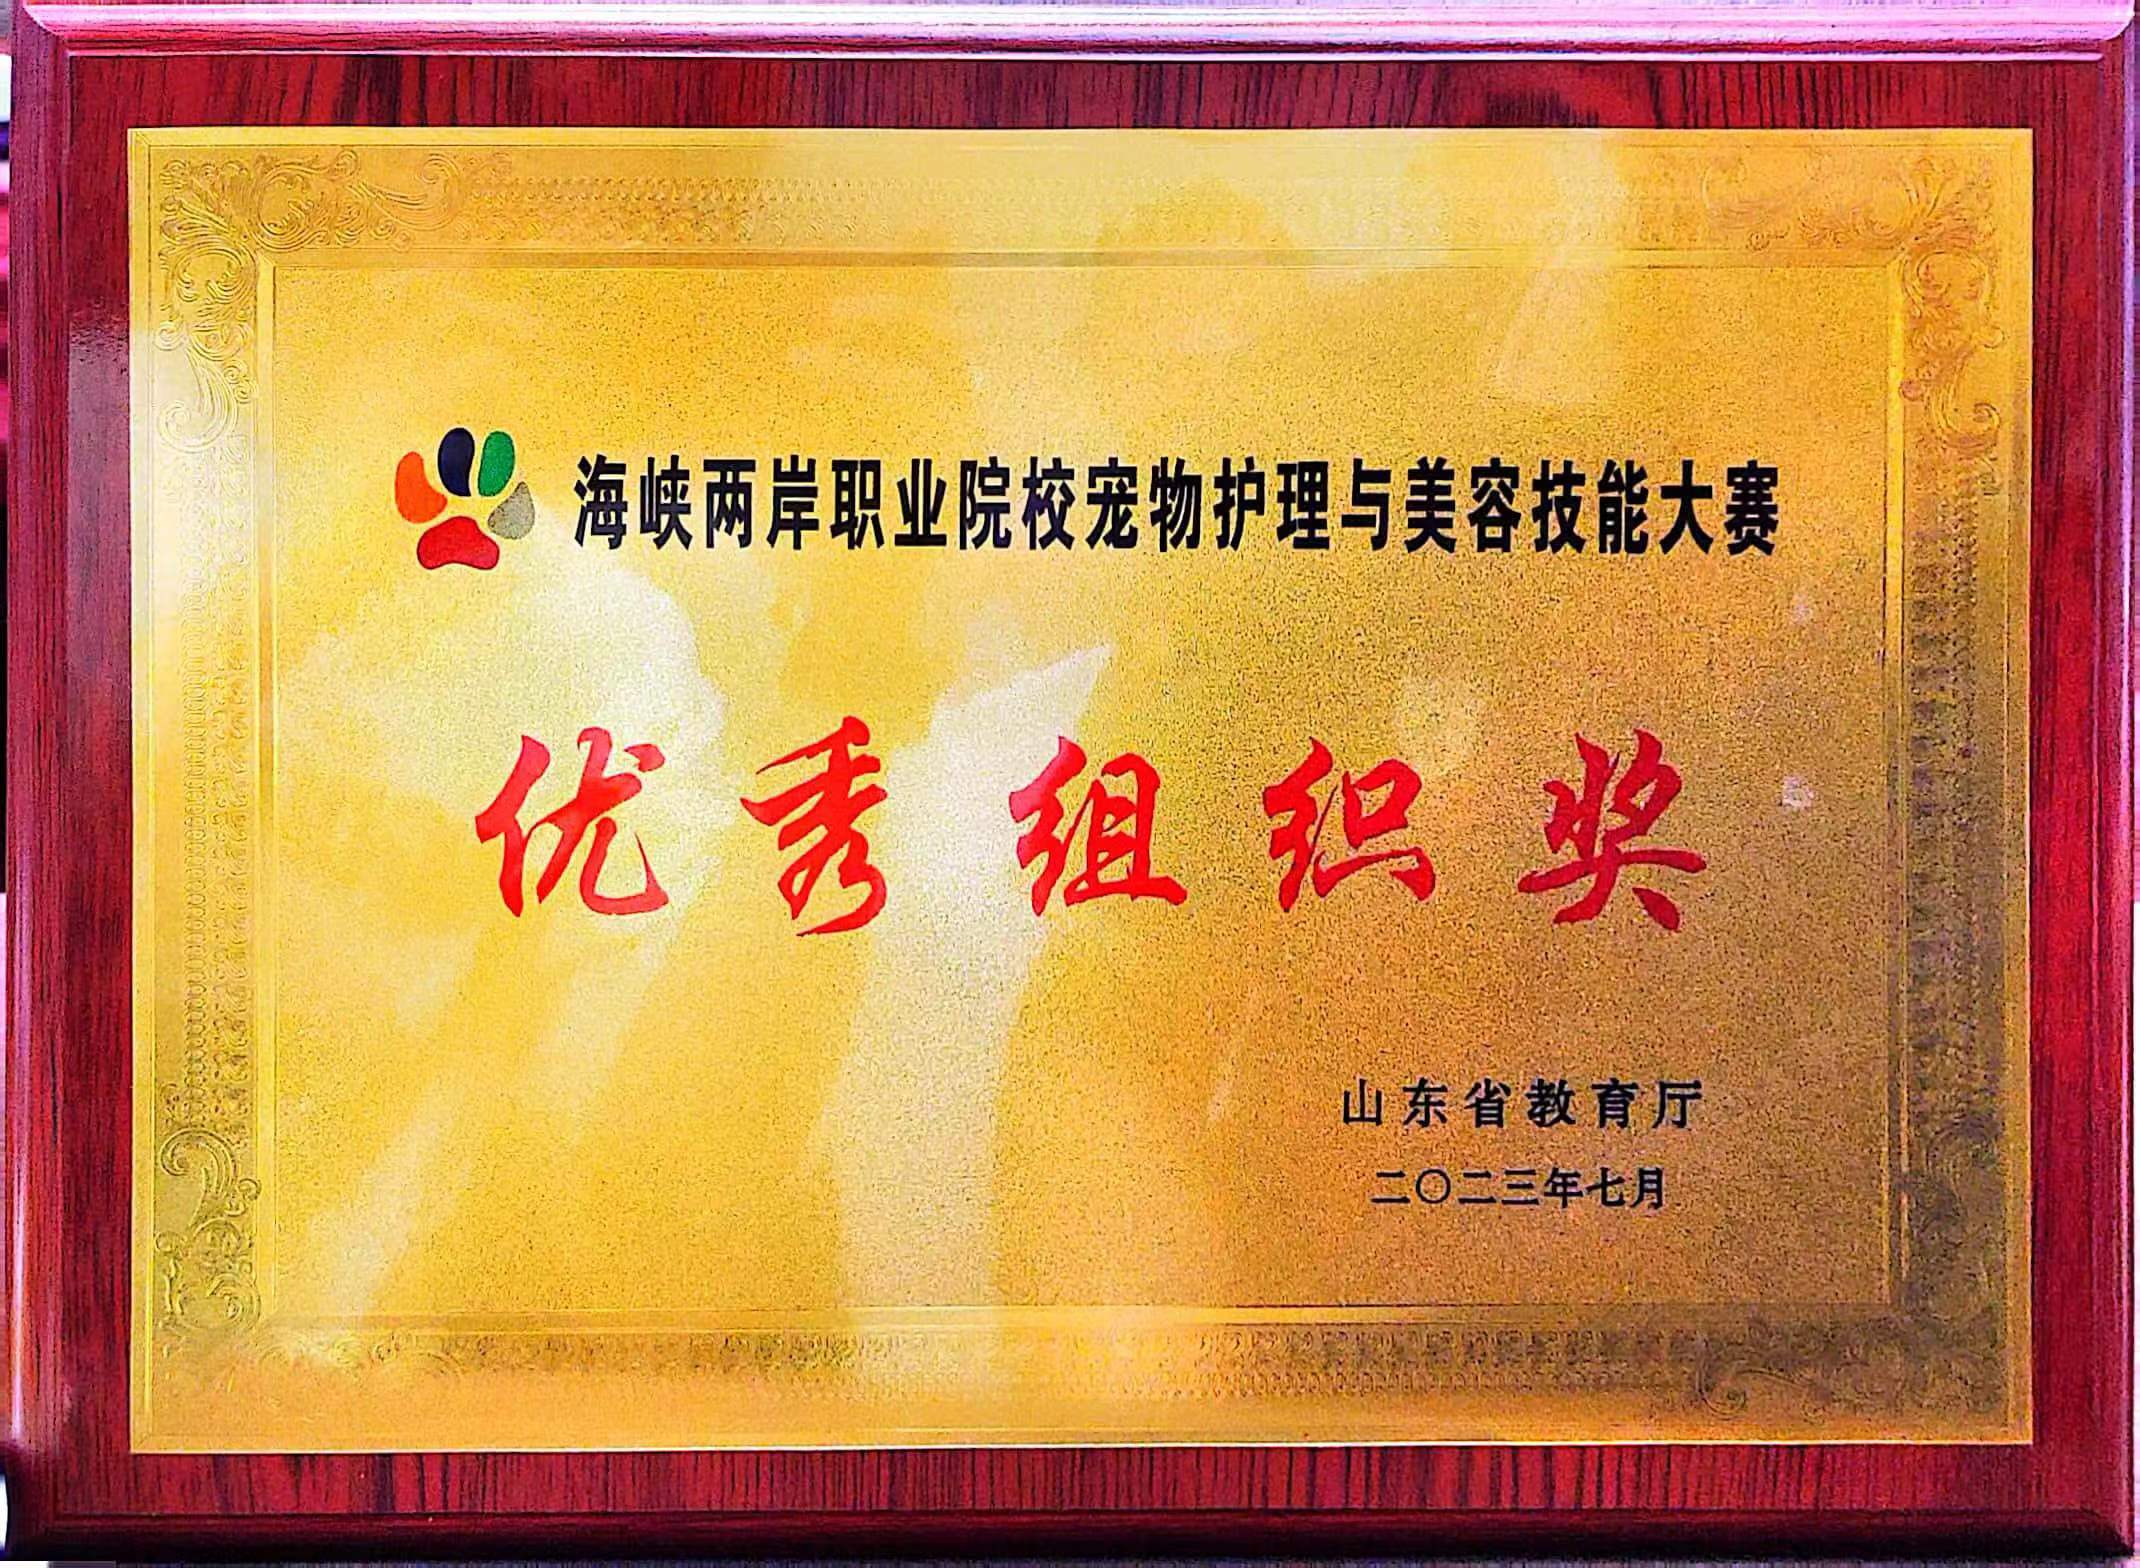 海峡两岸职业院校宠物护理与美容技能大赛
优秀组织奖
山东省教育厅
二〇二三年七月